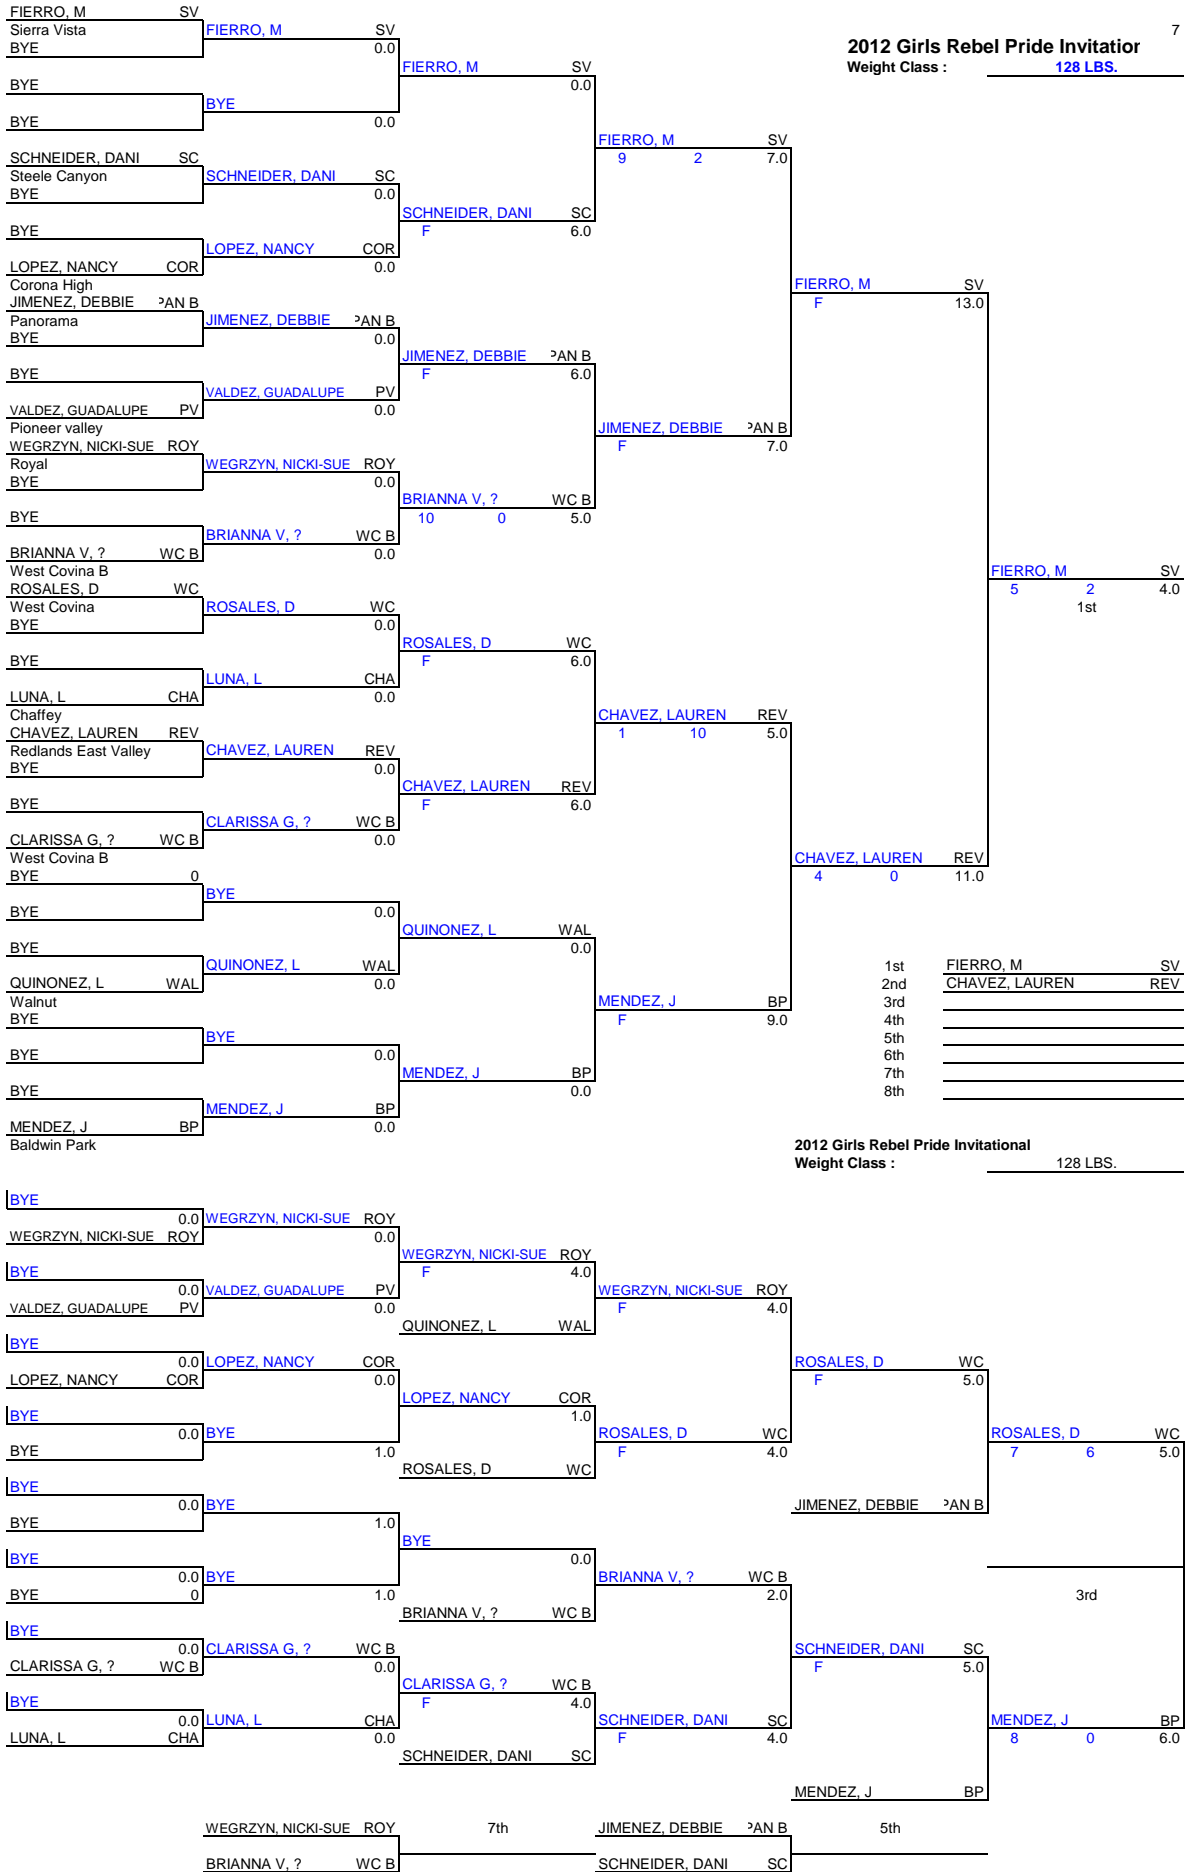 FIERRO, M SV
Sierra Vista FIERRO, M SV 7
BYE 0.0 2012 Girls Rebel Pride Invitatior
FIERRO, M SV Weight Class : 128 LBS.
BYE 0.0
BYE
BYE 0.0
FIERRO, M SV
SCHNEIDER, DANI SC 9 2 7.0
Steele Canyon SCHNEIDER, DANI SC
BYE 0.0
SCHNEIDER, DANI SC
BYE F 6.0
LOPEZ, NANCY COR
LOPEZ, NANCY COR 0.0
Corona High FIERRO, M SV
JIMENEZ, DEBBIE PAN B F 13.0
Panorama JIMENEZ, DEBBIE PAN B
BYE 0.0
JIMENEZ, DEBBIE PAN B
BYE F 6.0
VALDEZ, GUADALUPE PV
VALDEZ, GUADALUPE PV 0.0
Pioneer valley JIMENEZ, DEBBIE PAN B
WEGRZYN, NICKI-SUE ROY F 7.0
Royal WEGRZYN, NICKI-SUE ROY
BYE 0.0
BRIANNA V, ? WC B
BYE 10 0 5.0
BRIANNA V, ? WC B
BRIANNA V, ? WC B 0.0
West Covina B FIERRO, M SV
ROSALES, D WC 5 2 4.0
West Covina ROSALES, D WC 1st
BYE 0.0
ROSALES, D WC
BYE F 6.0
LUNA, L CHA
LUNA, L CHA 0.0
Chaffey CHAVEZ, LAUREN REV
CHAVEZ, LAUREN REV 1 10 5.0
Redlands East Valley CHAVEZ, LAUREN REV
BYE 0.0
CHAVEZ, LAUREN REV
BYE F 6.0
CLARISSA G, ? WC B
CLARISSA G, ? WC B 0.0
West Covina B CHAVEZ, LAUREN REV
BYE 0 4 0 11.0
BYE
BYE 0.0
QUINONEZ, L WAL
BYE 0.0
QUINONEZ, L WAL 1st FIERRO, M SV
QUINONEZ, L WAL 0.0 2nd CHAVEZ, LAUREN REV
Walnut MENDEZ, J BP 3rd
BYE F 9.0 4th
BYE 5th
BYE 0.0 6th
MENDEZ, J BP 7th
BYE 0.0 8th
MENDEZ, J BP
MENDEZ, J BP 0.0
Baldwin Park 2012 Girls Rebel Pride Invitational
Weight Class : 128 LBS.
BYE
0.0 WEGRZYN, NICKI-SUE ROY
WEGRZYN, NICKI-SUE ROY 0.0
WEGRZYN, NICKI-SUE ROY
BYE F 4.0
0.0 VALDEZ, GUADALUPE PV WEGRZYN, NICKI-SUE ROY
VALDEZ, GUADALUPE PV 0.0 F 4.0
QUINONEZ, L WAL
BYE
0.0 LOPEZ, NANCY COR ROSALES, D WC
LOPEZ, NANCY COR 0.0 F 5.0
LOPEZ, NANCY COR
BYE 1.0
0.0 BYE ROSALES, D WC ROSALES, D WC
BYE 1.0 F 4.0 7 6 5.0
ROSALES, D WC
BYE
0.0 BYE JIMENEZ, DEBBIE PAN B
BYE 1.0
BYE
BYE 0.0
0.0 BYE BRIANNA V, ? WC B
BYE 0 1.0 2.0 3rd
BRIANNA V, ? WC B
BYE
0.0 CLARISSA G, ? WC B SCHNEIDER, DANI SC
CLARISSA G, ? WC B 0.0 F 5.0
CLARISSA G, ? WC B
BYE F 4.0
0.0 LUNA, L CHA SCHNEIDER, DANI SC MENDEZ, J BP
LUNA, L CHA 0.0 F 4.0 8 0 6.0
SCHNEIDER, DANI SC
MENDEZ, J BP
WEGRZYN, NICKI-SUE ROY 7th JIMENEZ, DEBBIE PAN B 5th
BRIANNA V, ? WC B SCHNEIDER, DANI SC